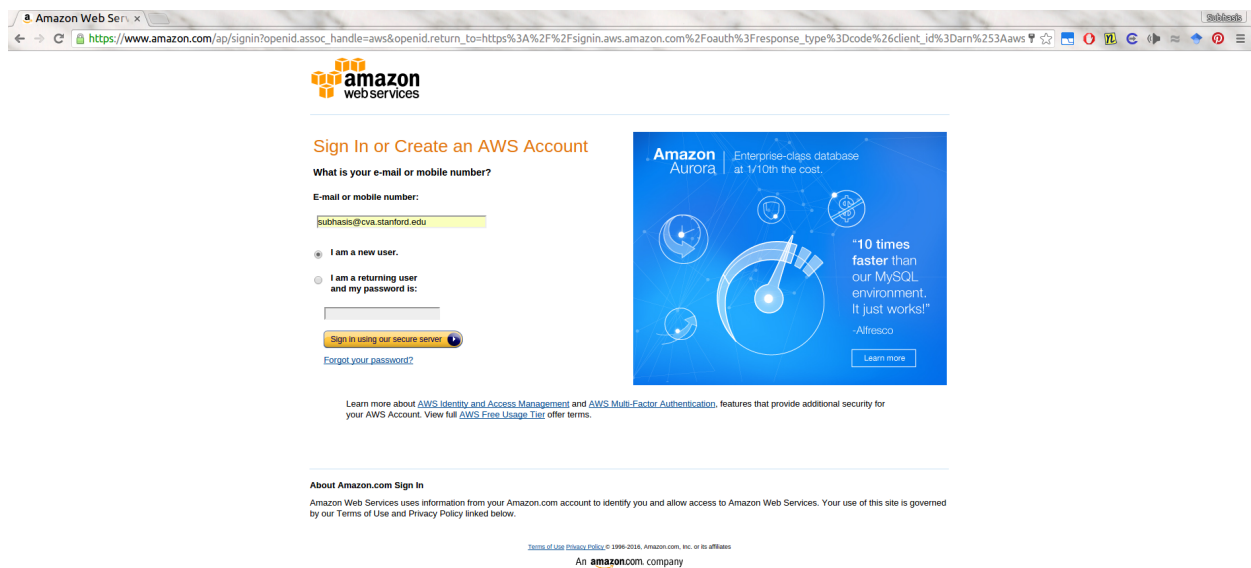 Amazon Web Ser
Subhasis
https://www.amazon.com/ap/signin?openid.assoc_handle=aws&openid.return_to=https%3A%2F%2Fsignin.aws.amazon.com%2Foauth%3Fresponse_type%3Dcode%26client_id%3Darn%253Aaws
amazon
web services
Sign In or Create an AWS Account
What is your e-mail or mobile number?
E-mail or mobile number:
subhasis@cva.stanford.edu
I am a new user.
I am a returning user
and my password is:
Sign in using our secure server
Forgot your password?
Amazon
Aurora
Enterprise-class database
at 1/10th the cost.
“10 times
faster than
our MySQL
environment.
It just works!”
-Alfresco
Learn more
Learn more about AWS Identity and Access Management and AWS Multi-Factor Authentication, features that provide additional security for
your AWS Account. View full AWS Free Usage Tier offer terms.
About Amazon.com Sign In
Amazon Web Services uses information from your Amazon.com account to identify you and allow access to Amazon Web Services. Your use of this site is governed
by our Terms of Use and Privacy Policy linked below.
Terms of Use Privacy Policy © 1996-2016, Amazon.com, Inc. or its affiliates
An amazon.com. company